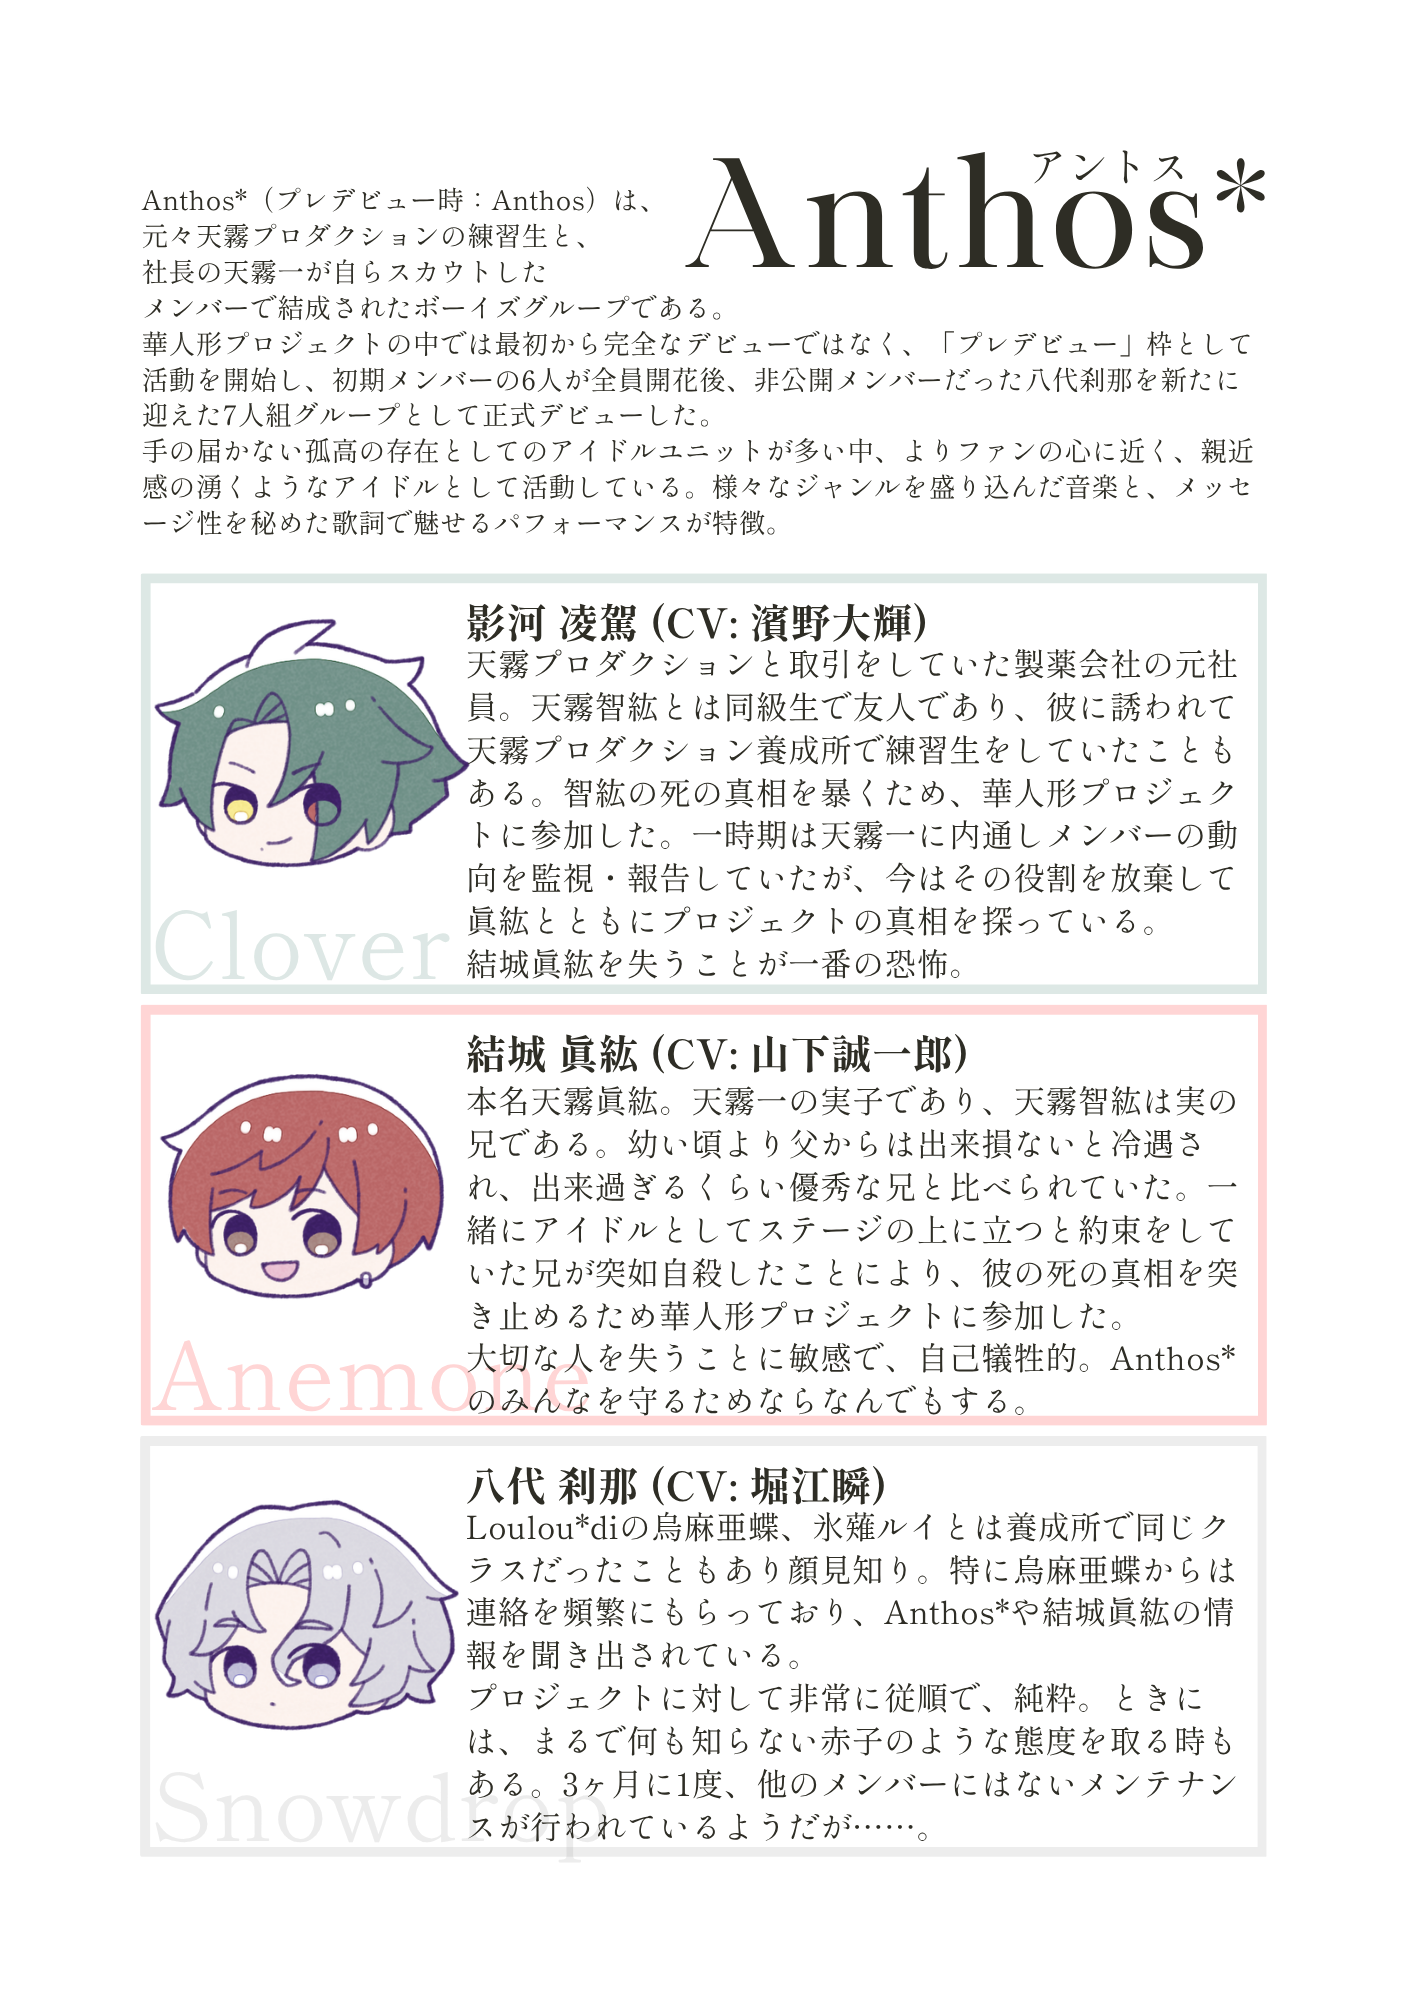 アントス
Anthos*
Anthos*（プレデビュー時：Anthos）は、
元々天霧プロダクションの練習生と、
社長の天霧一が自らスカウトした
メンバーで結成されたボーイズグループである。
華人形プロジェクトの中では最初から完全なデビューではなく、「プレデビュー」枠として
活動を開始し、初期メンバーの6人が全員開花後、非公開メンバーだった八代刹那を新たに
迎えた7人組グループとして正式デビューした。
手の届かない孤高の存在としてのアイドルユニットが多い中、よりファンの心に近く、親近
感の湧くようなアイドルとして活動している。様々なジャンルを盛り込んだ音楽と、メッセ
ージ性を秘めた歌詞で魅せるパフォーマンスが特徴。
影河 凌駕 (CV: 濱野大輝)
天霧プロダクションと取引をしていた製薬会社の元社
員。天霧智紘とは同級生で友人であり、彼に誘われて
天霧プロダクション養成所で練習生をしていたことも
ある。智紘の死の真相を暴くため、華人形プロジェク
トに参加した。一時期は天霧一に内通しメンバーの動
向を監視・報告していたが、今はその役割を放棄して
眞紘とともにプロジェクトの真相を探っている。
結城眞紘を失うことが一番の恐怖。
Clover
結城 眞紘 (CV: 山下誠一郎)
本名天霧眞紘。天霧一の実子であり、天霧智紘は実の
兄である。幼い頃より父からは出来損ないと冷遇さ
れ、出来過ぎるくらい優秀な兄と比べられていた。一
緒にアイドルとしてステージの上に立つと約束をして
いた兄が突如自殺したことにより、彼の死の真相を突
き止めるため華人形プロジェクトに参加した。
大切な人を失うことに敏感で、自己犠牲的。Anthos*
のみんなを守るためならなんでもする。
Anemone
八代 刹那 (CV: 堀江瞬)
Loulou*diの烏麻亜蝶、氷薙ルイとは養成所で同じク
ラスだったこともあり顔見知り。特に烏麻亜蝶からは
連絡を頻繁にもらっており、Anthos*や結城眞紘の情
報を聞き出されている。
プロジェクトに対して非常に従順で、純粋。ときに
は、まるで何も知らない赤子のような態度を取る時も
ある。3ヶ月に1度、他のメンバーにはないメンテナン
スが行われているようだが……。
Snowdrop